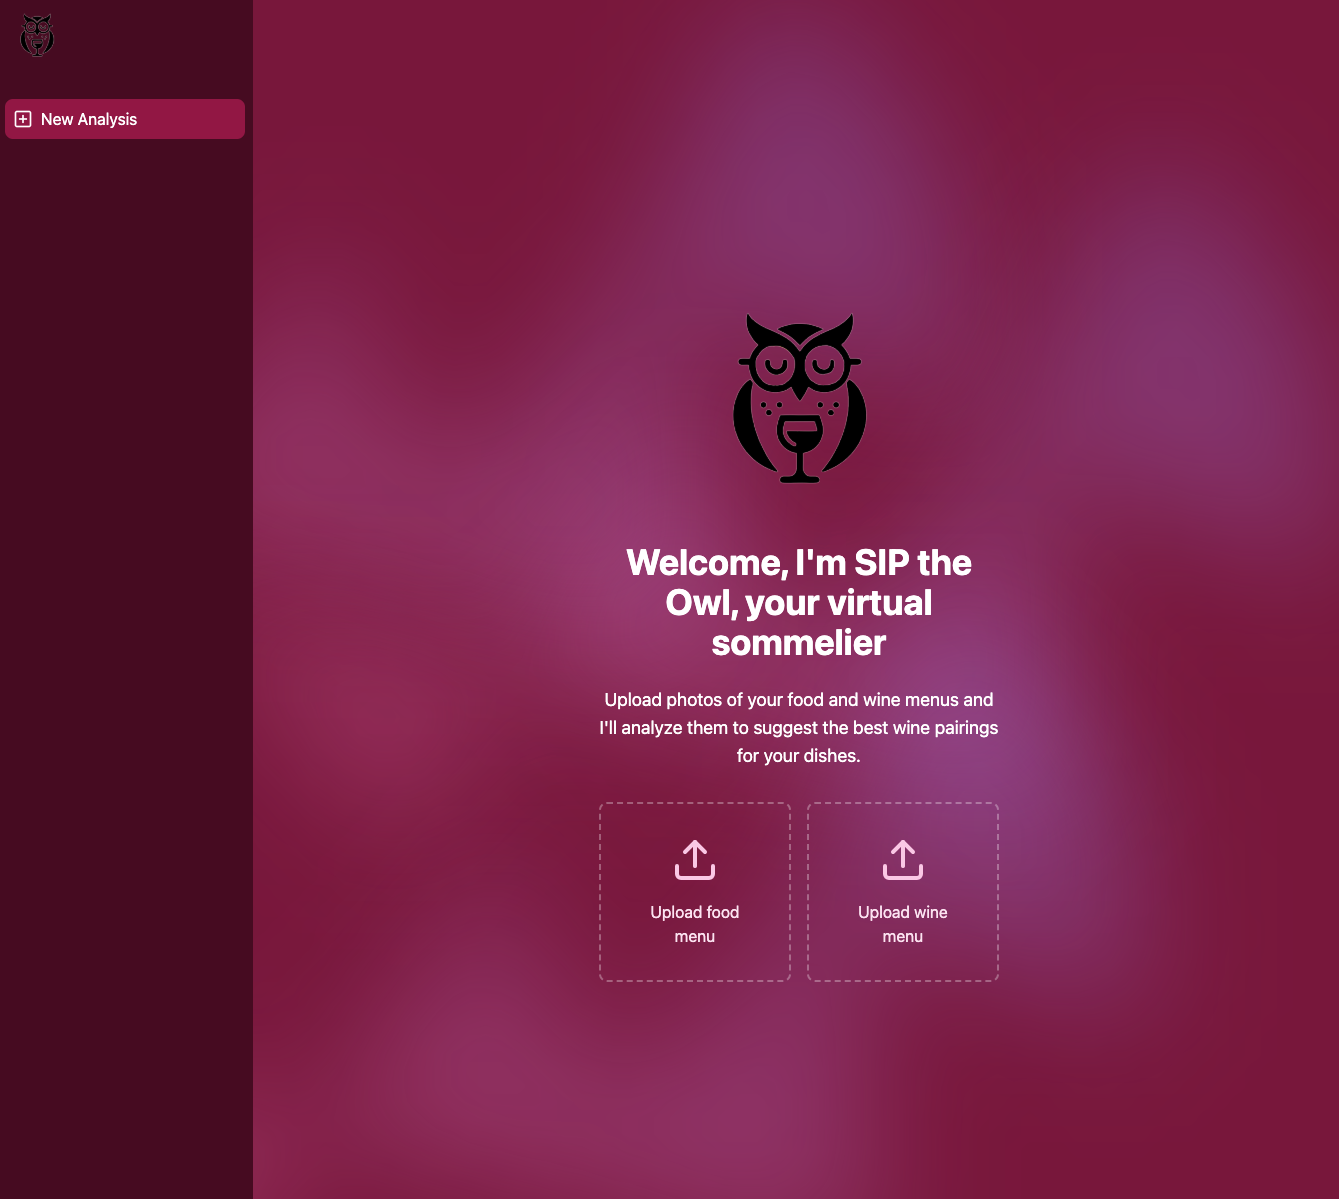 New Analysis
Welcome, I'm SIP the
Owl, your virtual
sommelier
Upload photos of your food and wine menus and
I'll analyze them to suggest the best wine pairings
for your dishes.
Upload food
menu
Upload wine
menu